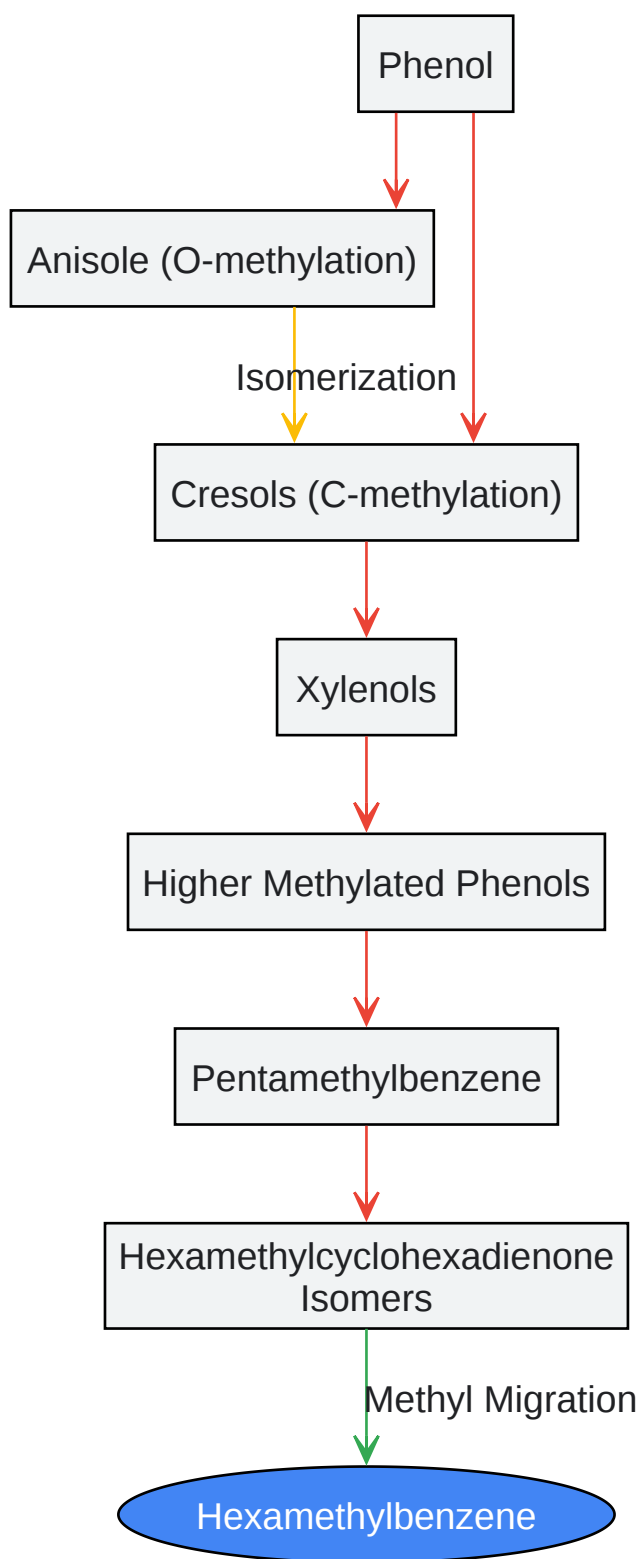 Phenol
Anisole (O-methylation)
Isomerization
Cresols (C-methylation)
Xylenols
Higher Methylated Phenols
Pentamethylbenzene
Hexamethylcyclohexadienone
Isomers
Methyl Migration
Hexamethylbenzene